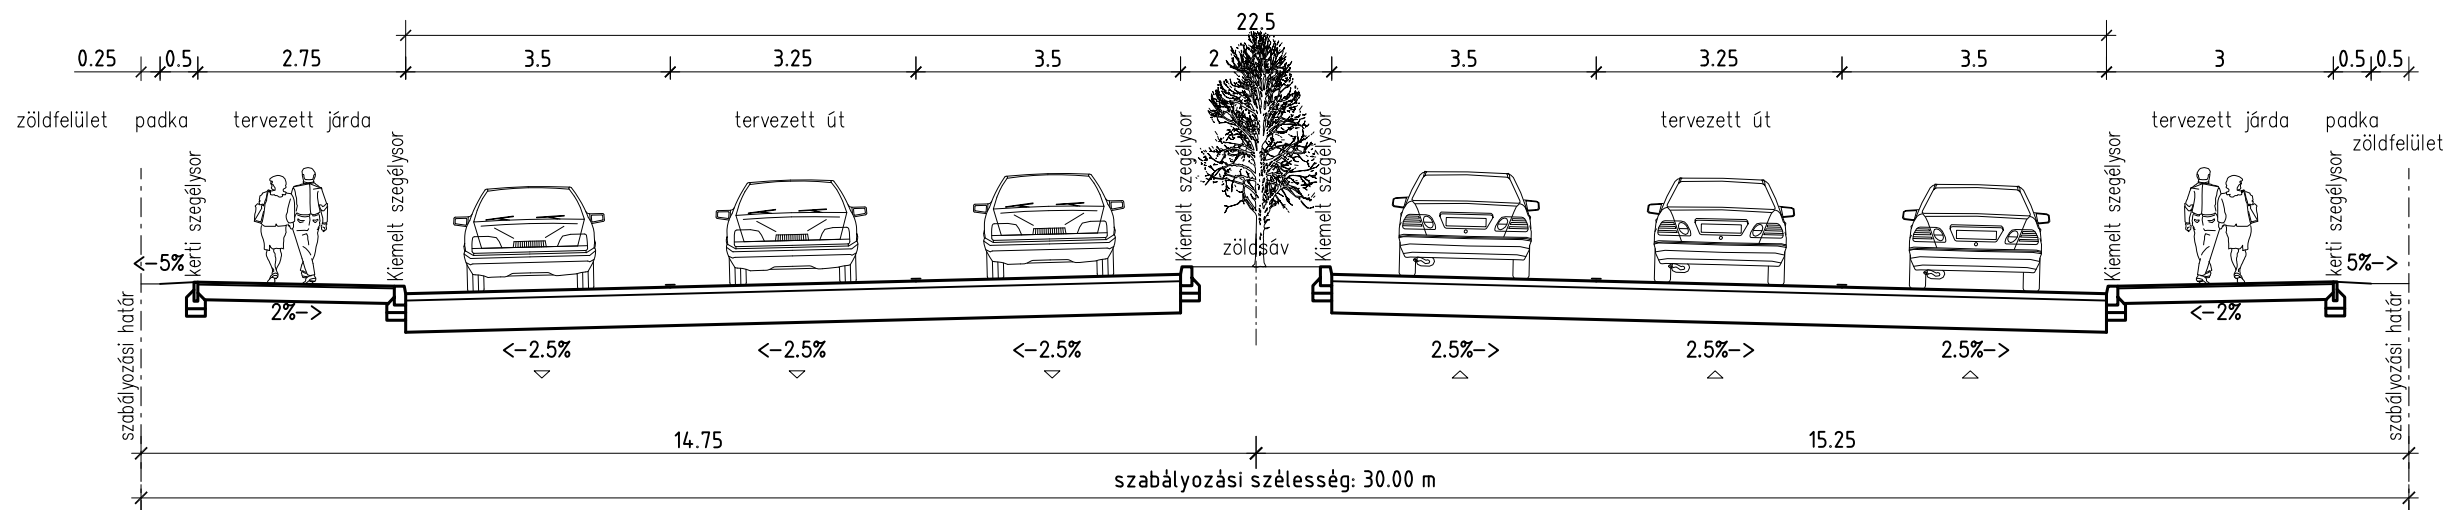 22.5
0.25 0.5 2.75 3.5 3.25 3.5 2 3.5 3.25 3.5 3 0.5 0.5
zöldfelület padka tervezett járda tervezett út tervezett út tervezett járda padka
zöldfelület
kerti szegélysor
Kiemelt szegélysor
Kiemelt szegélysor
Kiemelt szegélysor
Kiemelt szegélysor
kerti szegélysor
zöldsáv
<-5% 5%->
2%-> <-2%
<-2.5% <-2.5% <-2.5% 2.5%-> 2.5%-> 2.5%->
szabályozási határ
szabályozási határ
14.75 15.25
szabályozási szélesség: 30.00 m